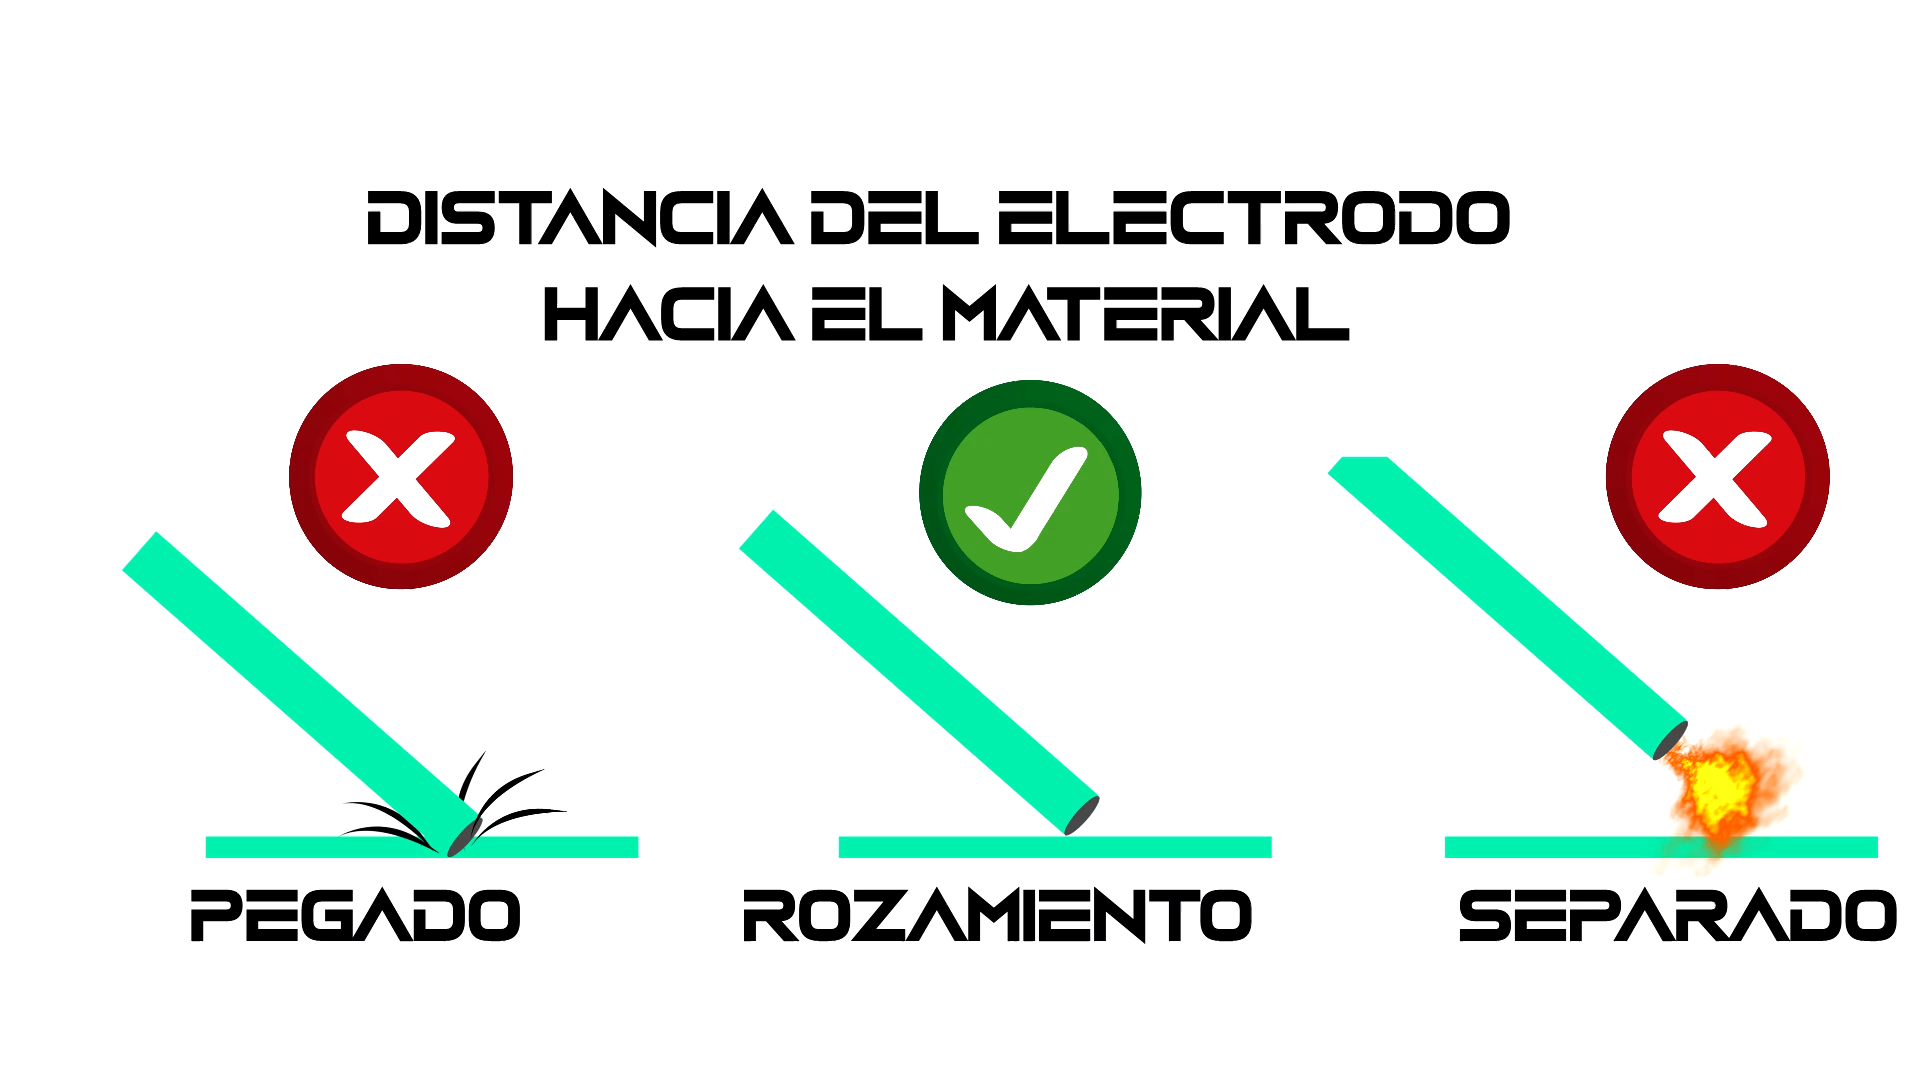 DISTANCIA DEL ELECTRODO
HACIA EL MATERIAL
PEGADO
ROZAMIENTO
SEPARADO